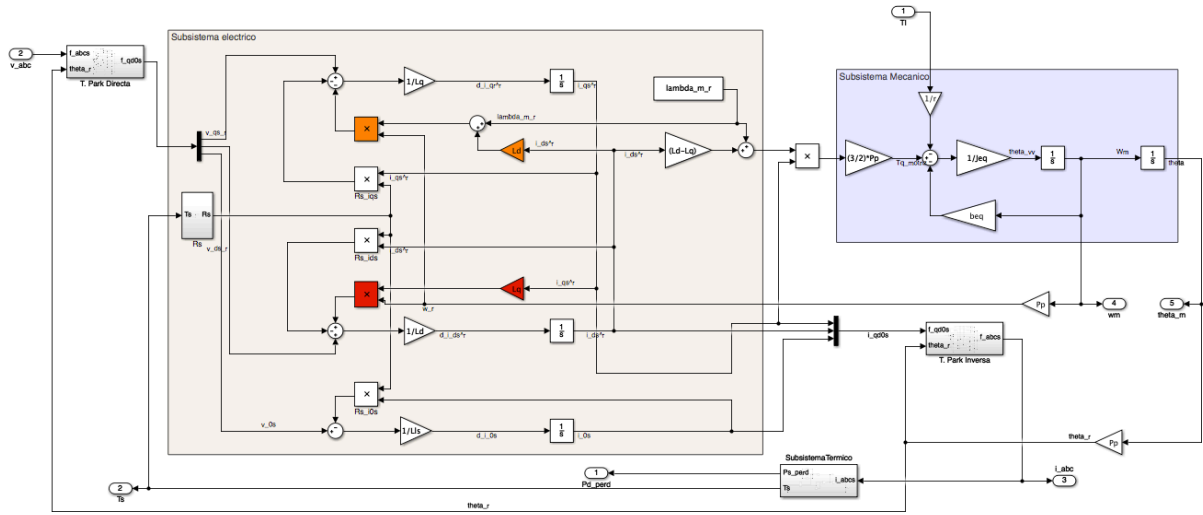 1
Tl
Subsistema electrico
2
v_abc
f_abcs
theta_r
f_qd0s
T. Park Directa
1/Lq
d_i_qr^r
1
s
i_qs^r
lambda_m_r
Subsistema Mecanico
1/r
v_qs_r
×
lambda_m_r
Ld
i_ds^r
i_ds^r
(Ld-Lq)
×
(3/2)*Pp
Tq_motriz
1/Jeq
theta_vv
1
s
Wm
1
s
theta
×
i_qs^r
Rs_iqs
Ts
Rs
Rs
beq
v_ds_r
×
i_ds^r
Rs_ids
×
Lq
i_qs^r
w_r
Pp
4
wm
5
theta_m
1/Ld
d_i_ds^r
1
s
i_ds^r
i_qd0s
f_qd0s
theta_r
f_abcs
T. Park Inversa
×
Rs_i0s
v_0s
1/Lls
d_i_0s
1
s
i_0s
theta_r
Pp
SubsistemaTermico
1
Pd_perd
Ps_perd
Ts
i_abcs
i_abc
3
2
Ts
theta_r